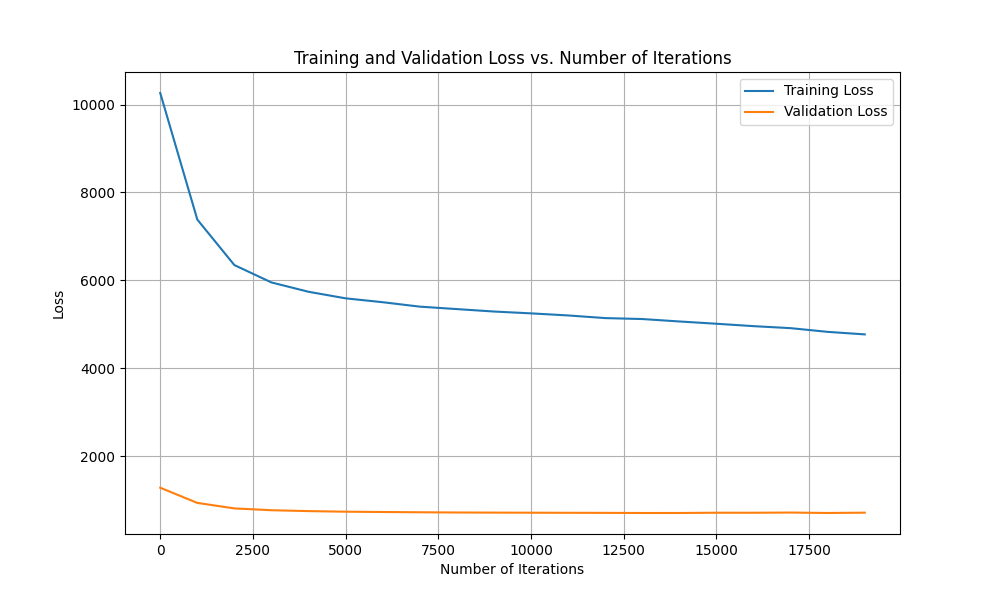 Training and Validation Loss vs. Number of Iterations
Training Loss
Validation Loss
10000
8000
6000
4000
2000
Loss
0 2500 5000 7500 10000 12500 15000 17500
Number of Iterations